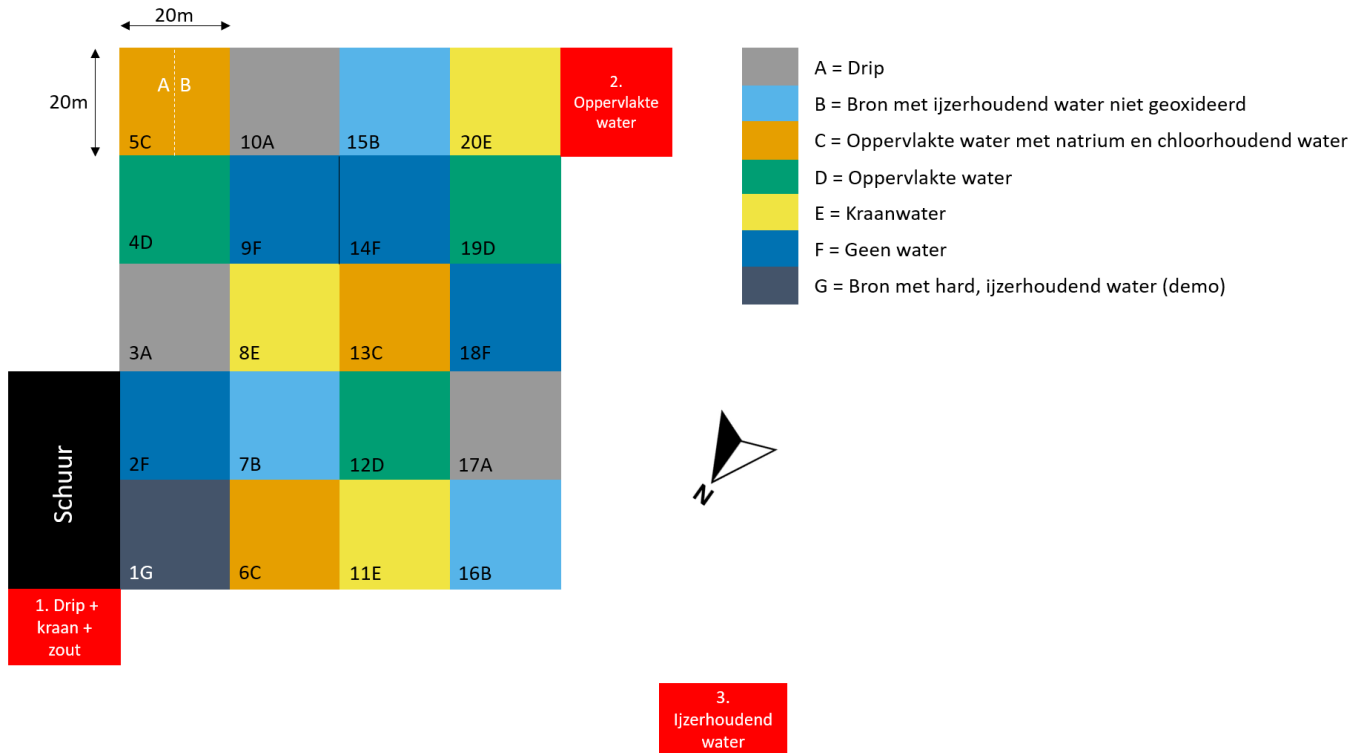 20m
20m
A B
5C
10A
15B
20E
2.
Oppervlakte
water
4D
9F
14F
19D
3A
8E
13C
18F
Schuur
2F
7B
12D
17A
1G
6C
11E
16B
1. Drip +
kraan +
zout
3.
Ijzerhoudend
water
N
A = Drip
B = Bron met ijzerhoudend water niet geoxideerd
C = Oppervlakte water met natrium en chloorhoudend water
D = Oppervlakte water
E = Kraanwater
F = Geen water
G = Bron met hard, ijzerhoudend water (demo)